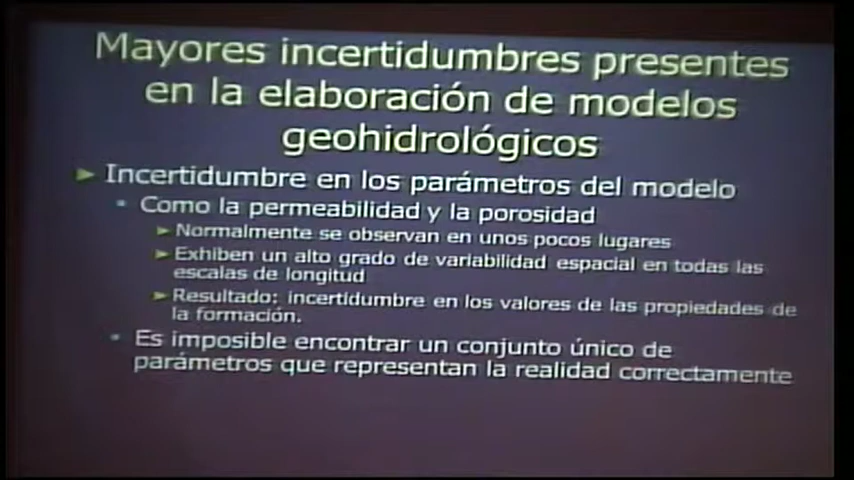 Mayores incertidumbres presentes
en la elaboración de modelos
geohidrológicos
Incertidumbre en los parámetros del modelo
Como la permeabilidad y la porosidad
Normalmente se observan en unos pocos lugares
Exhiben un alto grado de variabilidad espacial en todas las
escalas de longitud
Resultado: incertidumbre en los valores de las propiedades de
la formación.
Es imposible encontrar un conjunto único de
parámetros que representan la realidad correctamente